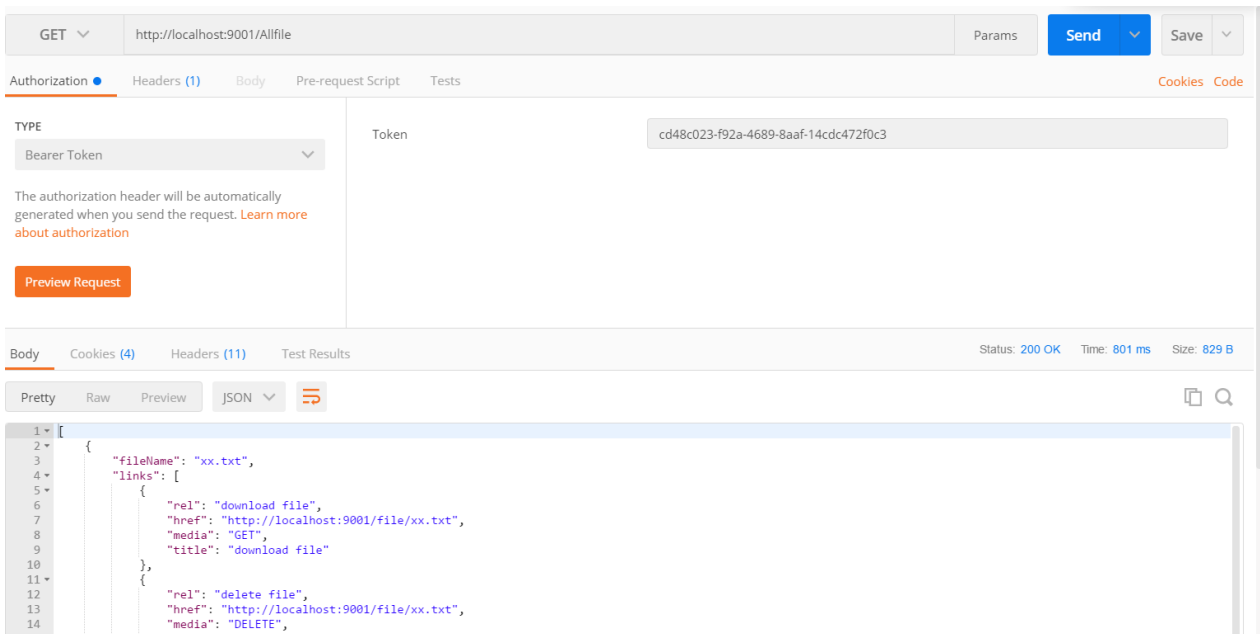 GET http://localhost:9001/Allfile Params Send Save
Authorization Headers (1) Body Pre-request Script Tests Cookies Code
TYPE
Bearer Token
The authorization header will be automatically
generated when you send the request. Learn more
about authorization
Preview Request
Token cd48c023-f92a-4689-8aaf-14cdc472f0c3
Body Cookies (4) Headers (11) Test Results Status: 200 OK Time: 801 ms Size: 829 B
Pretty Raw Preview JSON
1 [
2 {
3 "fileName": "xx.txt",
4 "links": [
5 {
6 "rel": "download file",
7 "href": "http://localhost:9001/file/xx.txt",
8 "media": "GET",
9 "title": "download file"
10 },
11 {
12 "rel": "delete file",
13 "href": "http://localhost:9001/file/xx.txt",
14 "media": "DELETE",